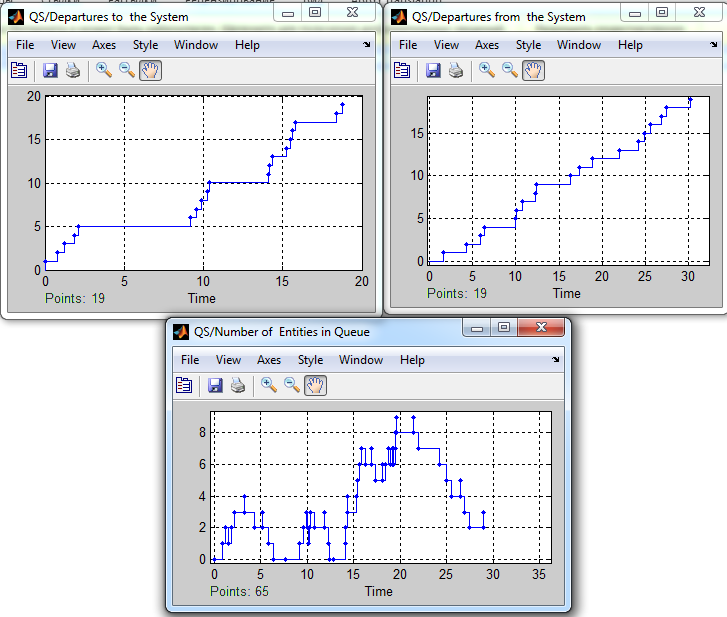 QS/Departures to the System
File View Axes Style Window Help
20
15
10
5
0
0 5 10 15 20
Points: 19 Time
QS/Departures from the System
File View Axes Style Window Help
15
10
5
0
0 5 10 15 20 25 30
Points: 19 Time
QS/Number of Entities in Queue
File View Axes Style Window Help
8
6
4
2
0
0 5 10 15 20 25 30 35
Points: 65 Time